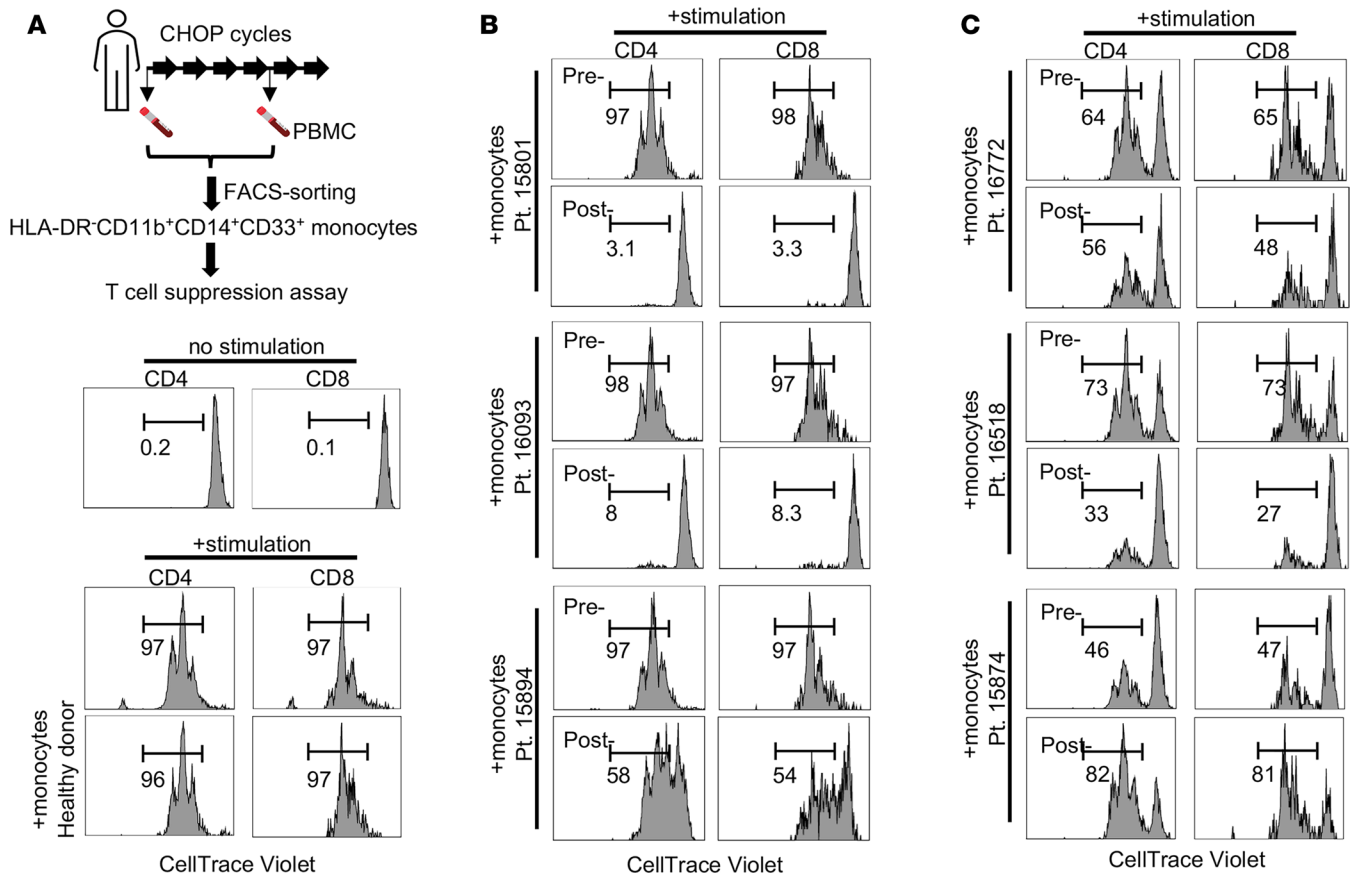 A
CHOP cycles
PBMC
FACS-sorting
HLA-DR⁻CD11b⁺CD14⁺CD33⁺ monocytes
T cell suppression assay
no stimulation
CD4 CD8
0.2 0.1
+stimulation
CD4 CD8
97 97
+monocytes
Healthy donor
96 97
CellTrace Violet
B
+stimulation
CD4 CD8
+monocytes
Pt. 15801
Pre-
97 98
Post-
3.1 3.3
+monocytes
Pt. 16093
Pre-
98 97
Post-
8 8.3
+monocytes
Pt. 15894
Pre-
97 97
Post-
58 54
CellTrace Violet
C
+stimulation
CD4 CD8
+monocytes
Pt. 16772
Pre-
64 65
Post-
56 48
+monocytes
Pt. 16518
Pre-
73 73
Post-
33 27
+monocytes
Pt. 15874
Pre-
46 47
Post-
82 81
CellTrace Violet